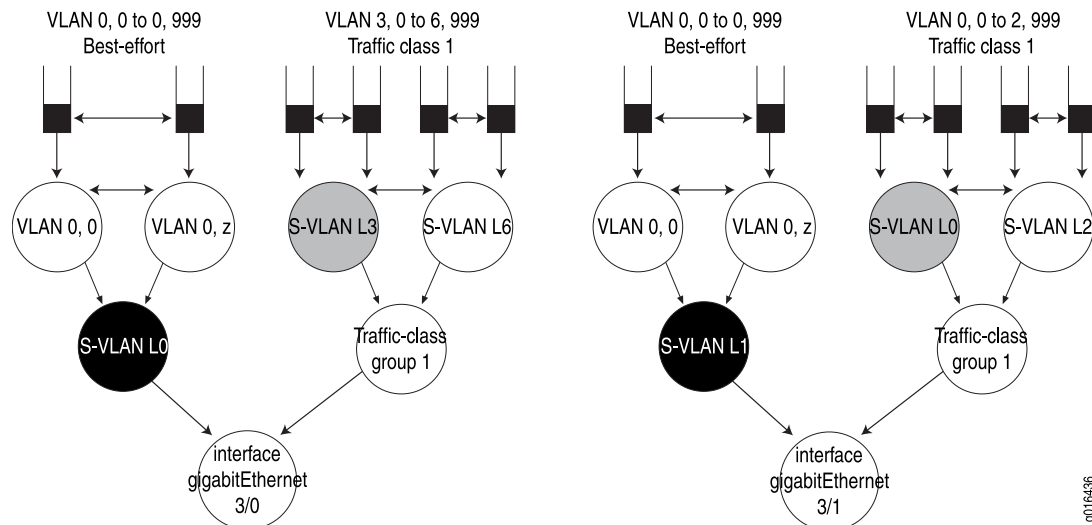 VLAN 0, 0 to 0, 999
Best-effort
VLAN 3, 0 to 6, 999
Traffic class 1
VLAN 0, 0
VLAN 0, z
S-VLAN L3
S-VLAN L6
S-VLAN L0
Traffic-class
group 1
interface
gigabitEthernet
3/0
VLAN 0, 0 to 0, 999
Best-effort
VLAN 0, 0 to 2, 999
Traffic class 1
VLAN 0, 0
VLAN 0, z
S-VLAN L0
S-VLAN L2
S-VLAN L1
Traffic-class
group 1
interface
gigabitEthernet
3/1
g016436